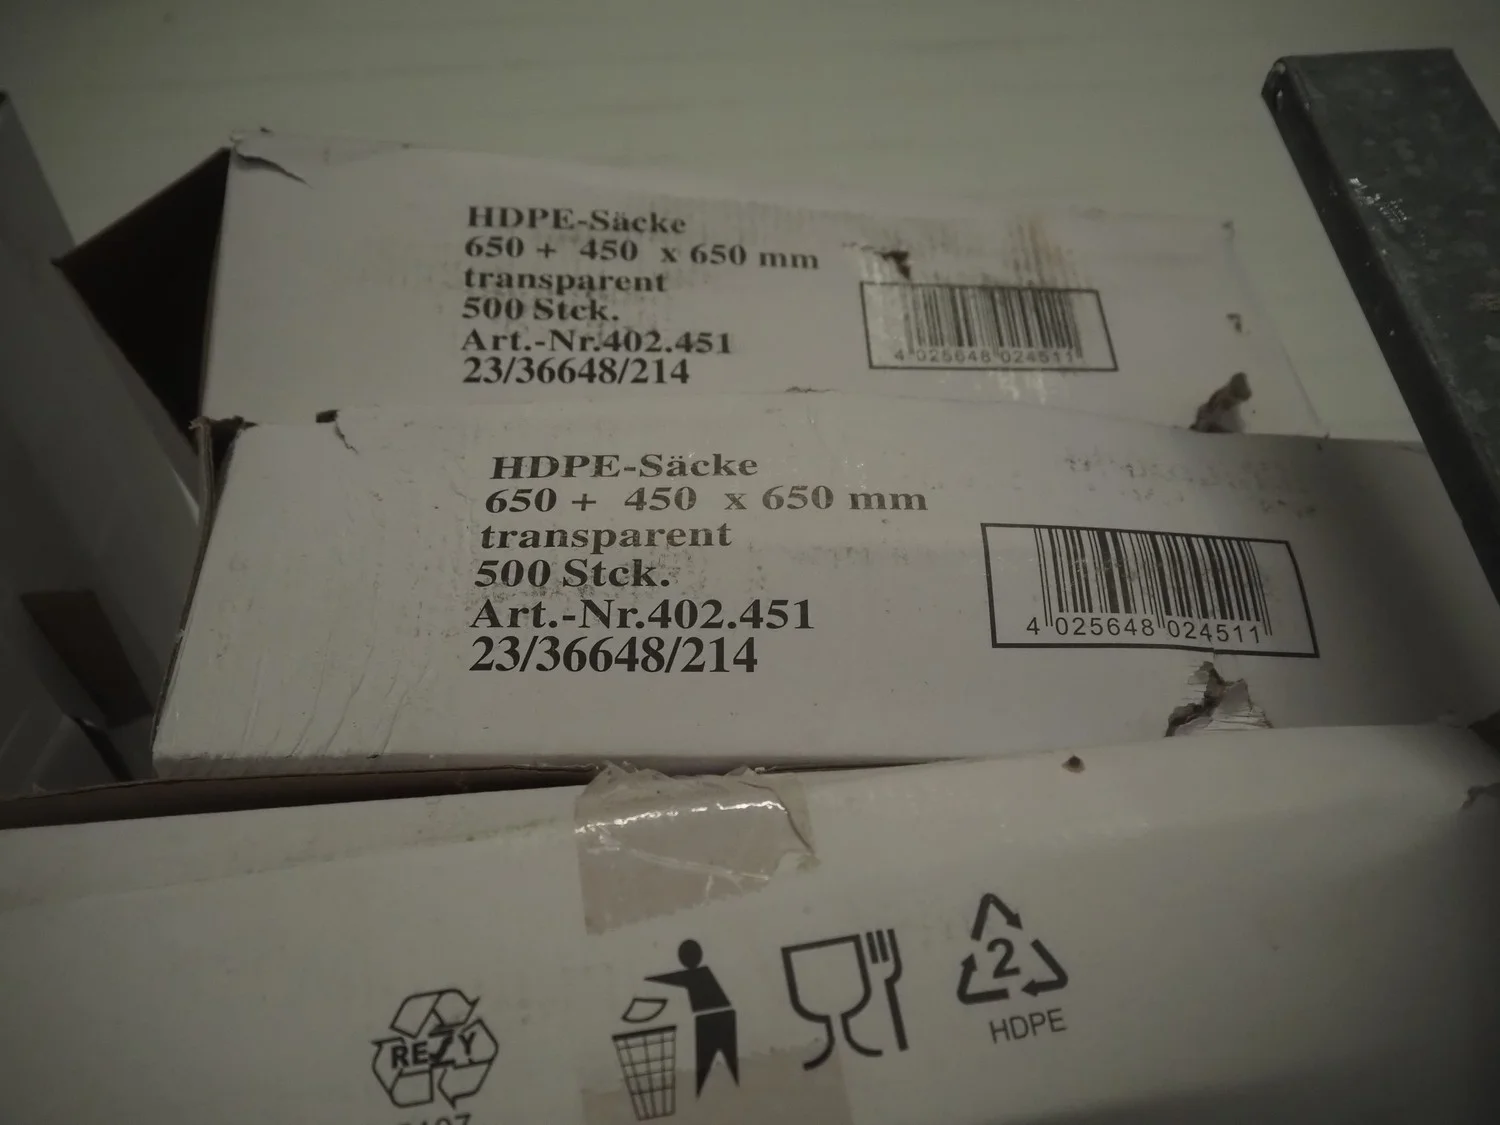 HDPE-Säcke
650 + 450 x 650 mm
transparent
500 Stck.
Art.-Nr.402.451
23/36648/214
4 025648 024511
HDPE-Säcke
650 + 450 x 650 mm
transparent
500 Stck.
Art.-Nr.402.451
23/36648/214
4 025648 024511
REZY
2
HDPE